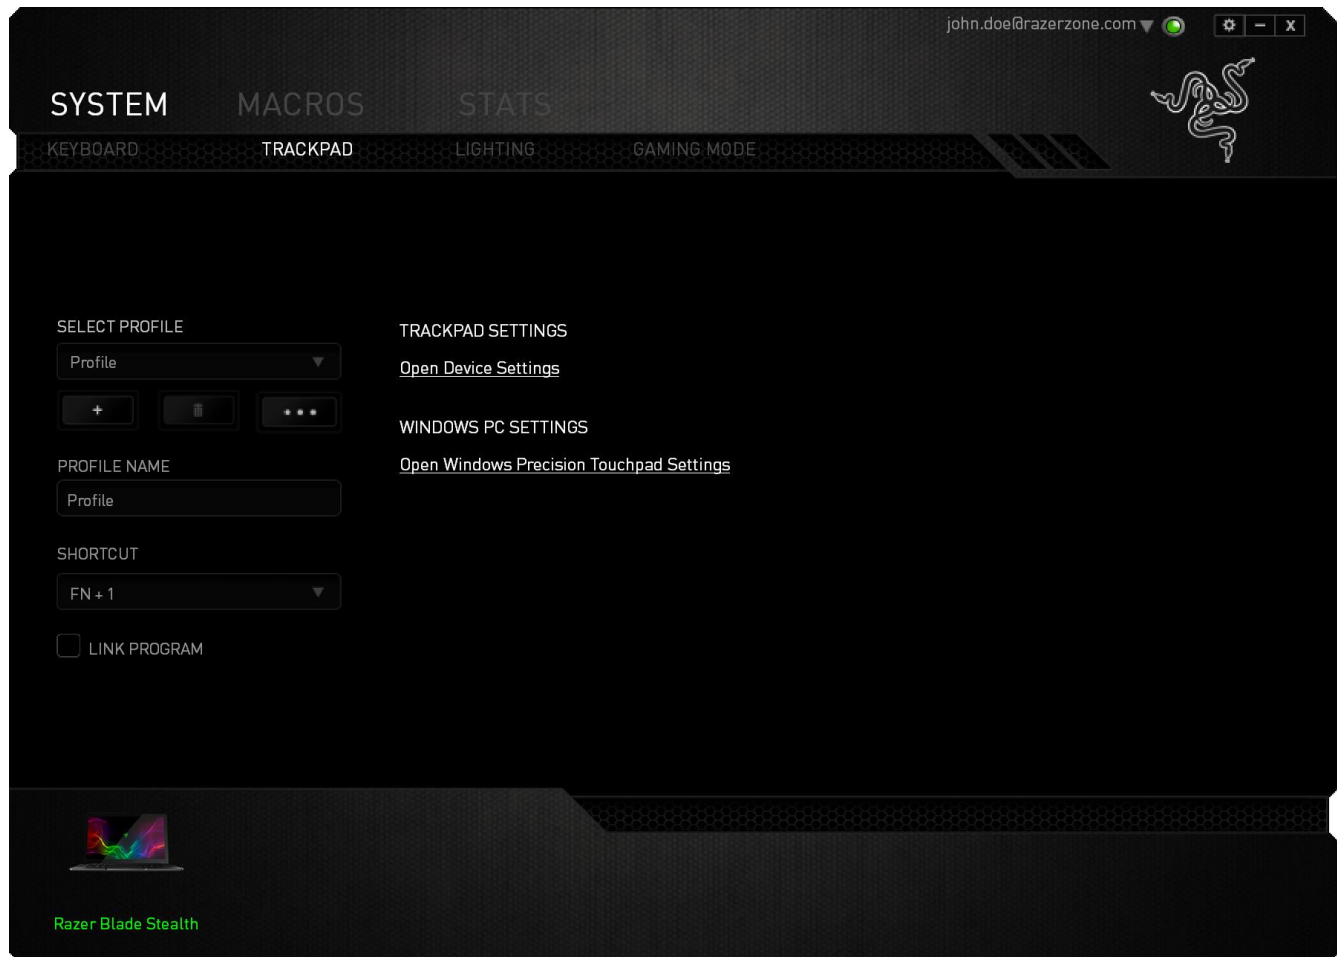 john.doe@razerzone.com
X
SYSTEM MACROS STATS
KEYBOARD TRACKPAD LIGHTING GAMING MODE
SELECT PROFILE
Profile
+
PROFILE NAME
Profile
SHORTCUT
FN + 1
LINK PROGRAM
TRACKPAD SETTINGS
Open Device Settings
WINDOWS PC SETTINGS
Open Windows Precision Touchpad Settings
Razer Blade Stealth